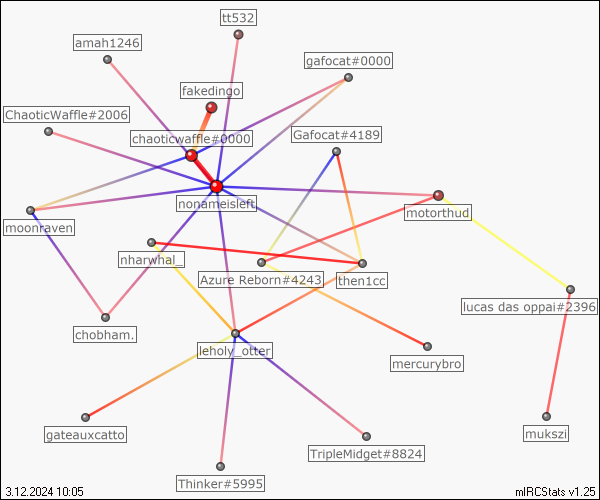 tt532
amah1246
gafocat#0000
fakedingo
ChaoticWaffle#2006
chaoticwaffle#0000
Gafocat#4189
nonameisleft
motorthud_
moonraven
nharwhal_
Azure Reborn#4243
then1cc
lucas das oppai#2396
chobham.
leholy_otter
mercurybro
gateauxcatto
mukszi
TripleMidget#8824
Thinker#5995
3.12.2024 10:05
mIRCStats v1.25